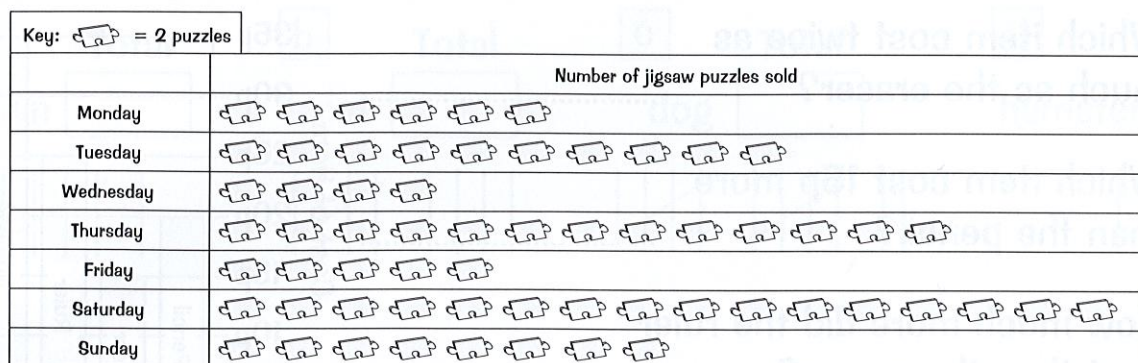 Key: = 2 puzzles
Number of jigsaw puzzles sold
Monday
Tuesday
Wednesday
Thursday
Friday
Saturday
Sunday